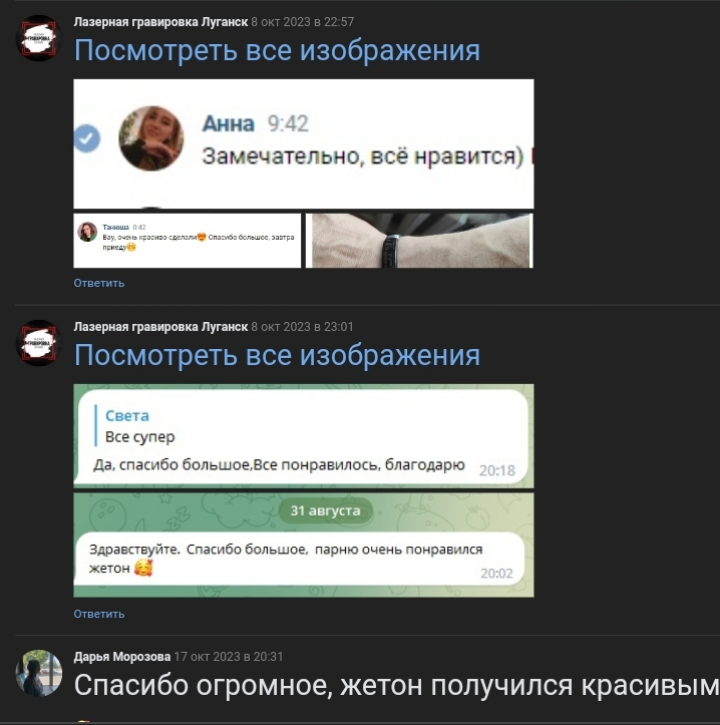 Лазерная гравировка Луганск 8 окт 2023 в 22:57
Посмотреть все изображения
Анна 9:42
Замечательно, всё нравится)
Танюша 0:42
Вау, очень красиво сделали😍 Спасибо большое, завтра
приеду😊
Ответить
Лазерная гравировка Луганск 8 окт 2023 в 23:01
Посмотреть все изображения
Света
Все супер
Да, спасибо большое,Все понравилось, благодарю 20:18
31 августа
Здравствуйте. Спасибо большое, парню очень понравился
жетон 🥰
20:02
Ответить
Дарья Морозова 17 окт 2023 в 20:31
Спасибо огромное, жетон получился красивым